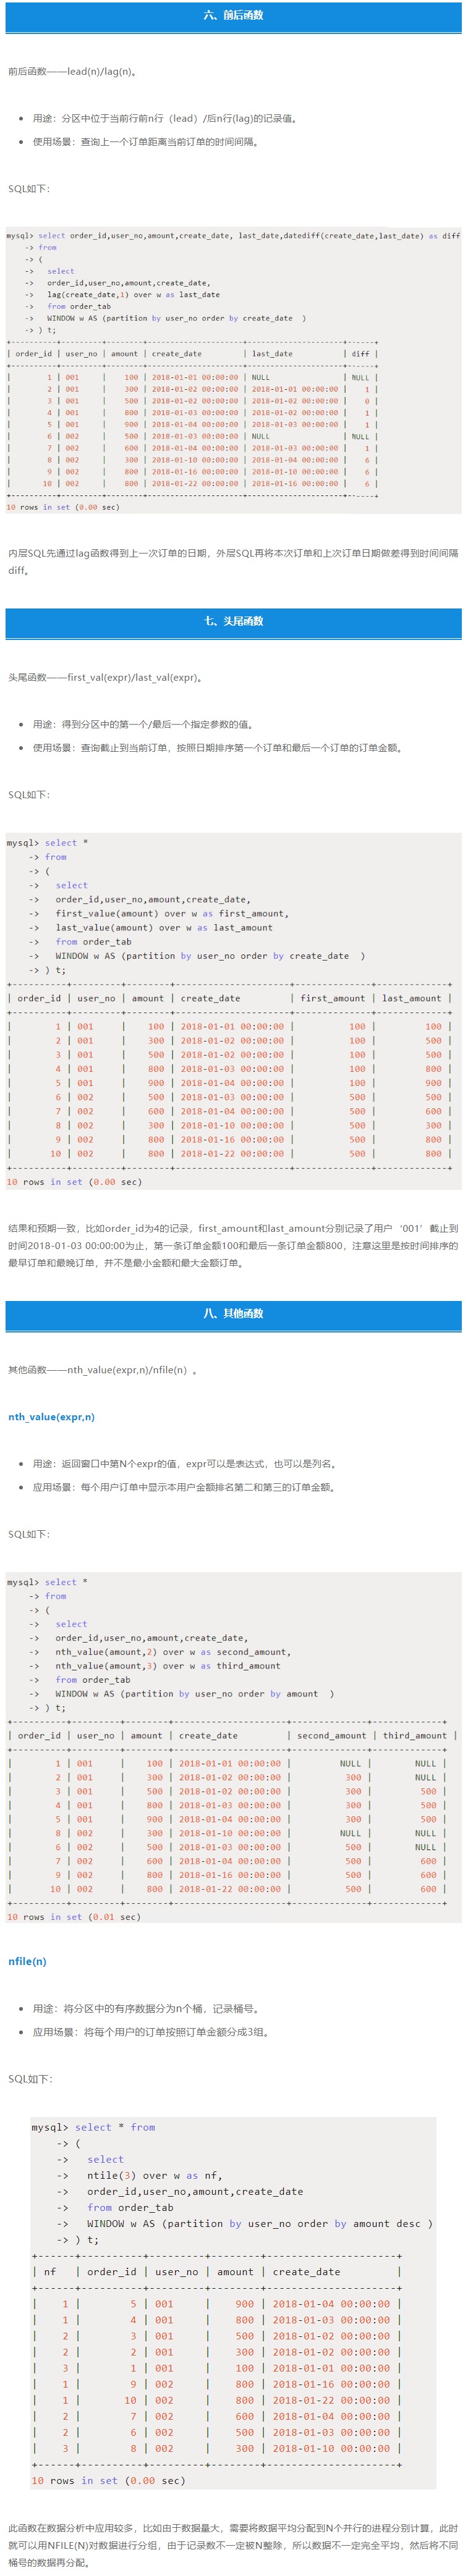 六、前后函数
前后函数——lead(n)/lag(n)。
● 用途：分区中位于当前行前n行（lead）/后n行(lag)的记录值。
● 使用场景：查询上一个订单距离当前订单的时间间隔。
SQL如下：
mysql> select order_id,user_no,amount,create_date, last_date,datediff(create_date,last_date) as diff
    -> from
    -> (
    ->   select
    ->   order_id,user_no,amount,create_date,
    ->   lag(create_date,1) over w as last_date
    ->   from order_tab
    ->   WINDOW w AS (partition by user_no order by create_date  )
    -> ) t;
+----------+---------+--------+---------------------+---------------------+------+
| order_id | user_no | amount | create_date         | last_date           | diff |
+----------+---------+--------+---------------------+---------------------+------+
|        1 | 001     |    100 | 2018-01-01 00:00:00 | NULL                | NULL |
|        2 | 001     |    300 | 2018-01-02 00:00:00 | 2018-01-01 00:00:00 |    1 |
|        3 | 001     |    500 | 2018-01-02 00:00:00 | 2018-01-02 00:00:00 |    0 |
|        4 | 001     |    800 | 2018-01-03 00:00:00 | 2018-01-02 00:00:00 |    1 |
|        5 | 001     |    900 | 2018-01-04 00:00:00 | 2018-01-03 00:00:00 |    1 |
|        6 | 002     |    500 | 2018-01-03 00:00:00 | NULL                | NULL |
|        7 | 002     |    600 | 2018-01-04 00:00:00 | 2018-01-03 00:00:00 |    1 |
|        8 | 002     |    300 | 2018-01-10 00:00:00 | 2018-01-04 00:00:00 |    6 |
|        9 | 002     |    800 | 2018-01-16 00:00:00 | 2018-01-10 00:00:00 |    6 |
|       10 | 002     |    800 | 2018-01-22 00:00:00 | 2018-01-16 00:00:00 |    6 |
+----------+---------+--------+---------------------+---------------------+------+
10 rows in set (0.00 sec)
内层SQL先通过lag函数得到上一次订单的日期，外层SQL再将本次订单和上次订单日期做差得到时间间隔
diff。
七、头尾函数
头尾函数——first_val(expr)/last_val(expr)。
● 用途：得到分区中的第一个/最后一个指定参数的值。
● 使用场景：查询截止到当前订单，按照日期排序第一个订单和最后一个订单的订单金额。
SQL如下：
mysql> select *
    -> from
    -> (
    ->   select
    ->   order_id,user_no,amount,create_date,
    ->   first_value(amount) over w as first_amount,
    ->   last_value(amount) over w as last_amount
    ->   from order_tab
    ->   WINDOW w AS (partition by user_no order by create_date  )
    -> ) t;
+----------+---------+--------+---------------------+--------------+-------------+
| order_id | user_no | amount | create_date         | first_amount | last_amount |
+----------+---------+--------+---------------------+--------------+-------------+
|        1 | 001     |    100 | 2018-01-01 00:00:00 |          100 |         100 |
|        2 | 001     |    300 | 2018-01-02 00:00:00 |          100 |         500 |
|        3 | 001     |    500 | 2018-01-02 00:00:00 |          100 |         500 |
|        4 | 001     |    800 | 2018-01-03 00:00:00 |          100 |         800 |
|        5 | 001     |    900 | 2018-01-04 00:00:00 |          100 |         900 |
|        6 | 002     |    500 | 2018-01-03 00:00:00 |          500 |         500 |
|        7 | 002     |    600 | 2018-01-04 00:00:00 |          500 |         600 |
|        8 | 002     |    300 | 2018-01-10 00:00:00 |          500 |         300 |
|        9 | 002     |    800 | 2018-01-16 00:00:00 |          500 |         800 |
|       10 | 002     |    800 | 2018-01-22 00:00:00 |          500 |         800 |
+----------+---------+--------+---------------------+--------------+-------------+
10 rows in set (0.00 sec)
结果和预期一致，比如order_id为4的记录，first_amount和last_amount分别记录了用户‘001’截止到
时间2018-01-03 00:00:00为止，第一条订单金额100和最后一条订单金额800，注意这里是按时间排序的
最早订单和最晚订单，并不是最小金额和最大金额订单。
八、其他函数
其他函数——nth_value(expr,n)/nfile(n）。
nth_value(expr,n)
● 用途：返回窗口中第N个expr的值，expr可以是表达式，也可以是列名。
● 应用场景：每个用户订单中显示本用户金额排名第二和第三的订单金额。
SQL如下：
mysql> select *
    -> from
    -> (
    ->   select
    ->   order_id,user_no,amount,create_date,
    ->   nth_value(amount,2) over w as second_amount,
    ->   nth_value(amount,3) over w as third_amount
    ->   from order_tab
    ->   WINDOW w AS (partition by user_no order by amount  )
    -> ) t;
+----------+---------+--------+---------------------+---------------+--------------+
| order_id | user_no | amount | create_date         | second_amount | third_amount |
+----------+---------+--------+---------------------+---------------+--------------+
|        1 | 001     |    100 | 2018-01-01 00:00:00 |          NULL |         NULL |
|        2 | 001     |    300 | 2018-01-02 00:00:00 |           300 |         NULL |
|        3 | 001     |    500 | 2018-01-02 00:00:00 |           300 |          500 |
|        4 | 001     |    800 | 2018-01-03 00:00:00 |           300 |          500 |
|        5 | 001     |    900 | 2018-01-04 00:00:00 |           300 |          500 |
|        8 | 002     |    300 | 2018-01-10 00:00:00 |          NULL |         NULL |
|        6 | 002     |    500 | 2018-01-03 00:00:00 |           500 |         NULL |
|        7 | 002     |    600 | 2018-01-04 00:00:00 |           500 |          600 |
|        9 | 002     |    800 | 2018-01-16 00:00:00 |           500 |          600 |
|       10 | 002     |    800 | 2018-01-22 00:00:00 |           500 |          600 |
+----------+---------+--------+---------------------+---------------+--------------+
10 rows in set (0.01 sec)
nfile(n)
● 用途：将分区中的有序数据分为n个桶，记录桶号。
● 应用场景：将每个用户的订单按照订单金额分成3组。
SQL如下：
mysql> select * from
    -> (
    ->   select
    ->   ntile(3) over w as nf,
    ->   order_id,user_no,amount,create_date
    ->   from order_tab
    ->   WINDOW w AS (partition by user_no order by amount desc )
    -> ) t;
+------+----------+---------+--------+---------------------+
| nf   | order_id | user_no | amount | create_date         |
+------+----------+---------+--------+---------------------+
|    1 |        5 | 001     |    900 | 2018-01-04 00:00:00 |
|    1 |        4 | 001     |    800 | 2018-01-03 00:00:00 |
|    2 |        3 | 001     |    500 | 2018-01-02 00:00:00 |
|    2 |        2 | 001     |    300 | 2018-01-02 00:00:00 |
|    3 |        1 | 001     |    100 | 2018-01-01 00:00:00 |
|    1 |        9 | 002     |    800 | 2018-01-16 00:00:00 |
|    1 |       10 | 002     |    800 | 2018-01-22 00:00:00 |
|    2 |        7 | 002     |    600 | 2018-01-04 00:00:00 |
|    2 |        6 | 002     |    500 | 2018-01-03 00:00:00 |
|    3 |        8 | 002     |    300 | 2018-01-10 00:00:00 |
+------+----------+---------+--------+---------------------+
10 rows in set (0.00 sec)
此函数在数据分析中应用较多，比如由于数据量大，需要将数据平均分配到N个并行的进程分别计算，此时
就可以用NFILE(N)对数据进行分组，由于记录数不一定被N整除，所以数据不一定完全平均，然后将不同
桶号的数据再分配。